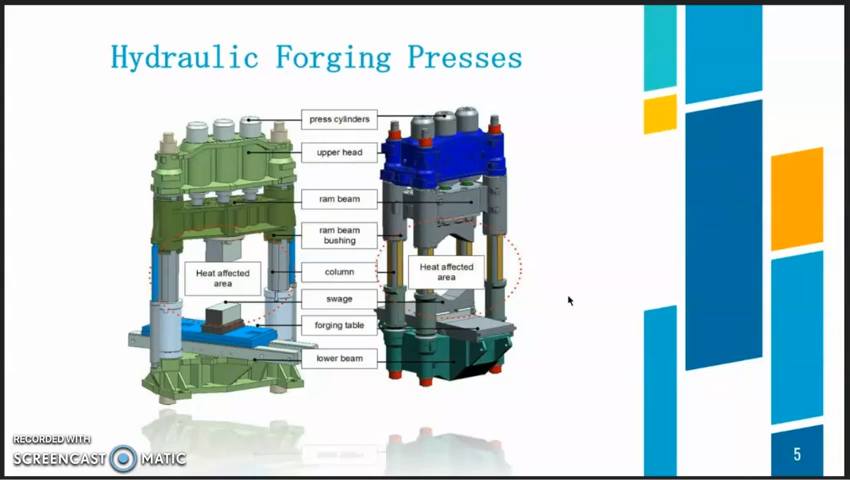 Hydraulic Forging Presses
press cylinders
upper head
ram beam
ram beam
bushing
Heat affected
area
column
Heat affected
area
swage
forging table
lower beam
RECORDED WITH
SCREENCAST MATIC
5